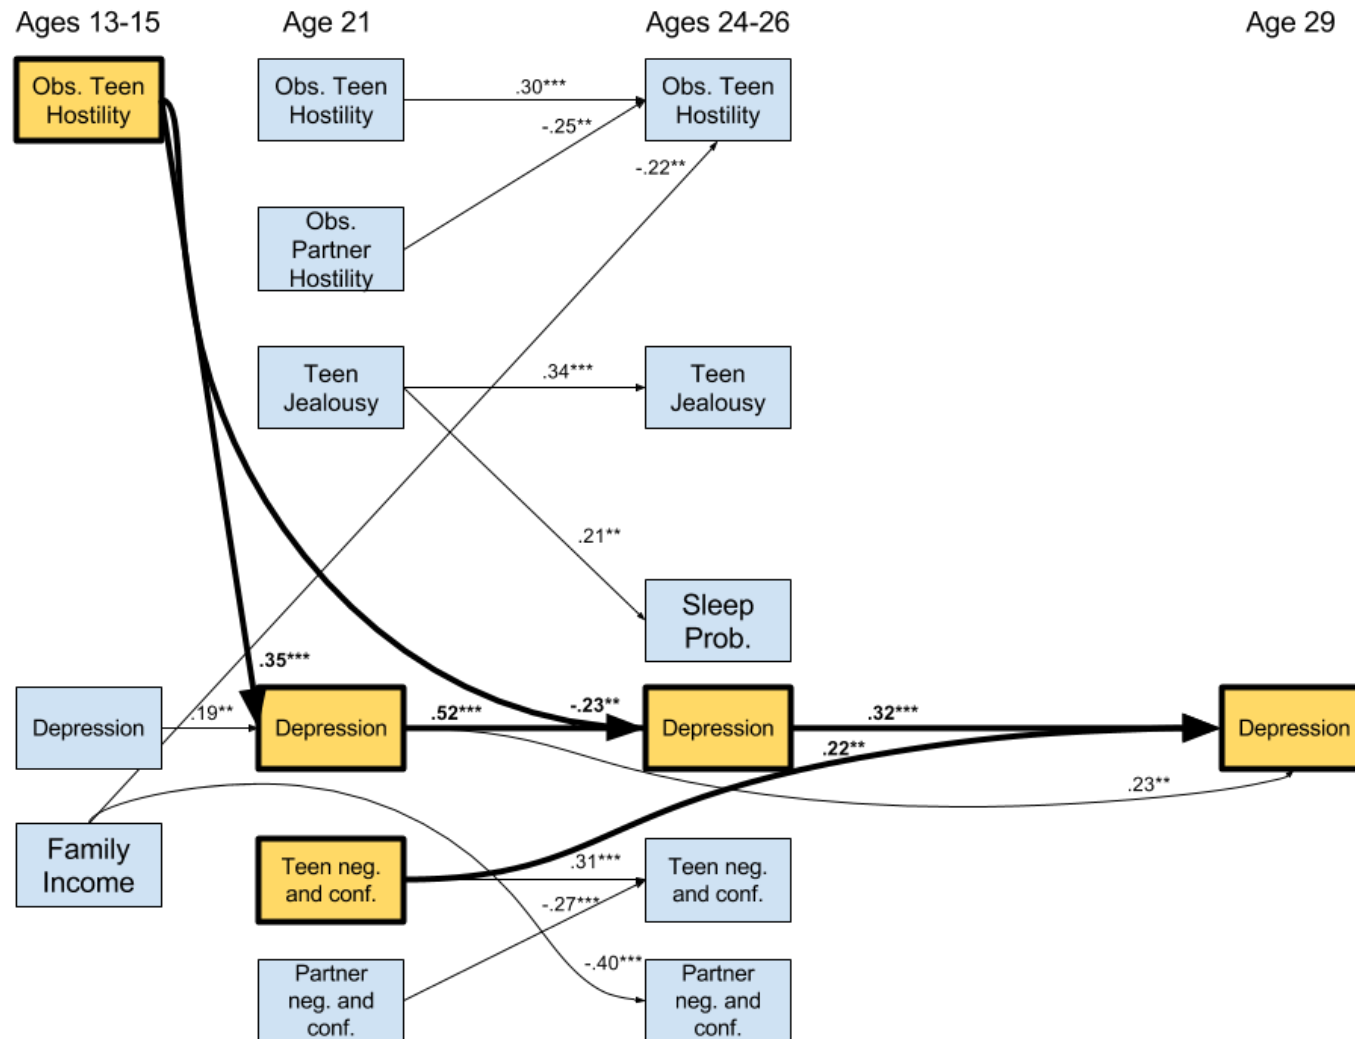 Ages 13-15
Age 21
Ages 24-26
Age 29
Obs. Teen
Hostility
Obs. Teen
Hostility
.30***
Obs. Teen
Hostility
-.25**
-.22**
Obs.
Partner
Hostility
Teen
Jealousy
.34***
Teen
Jealousy
.21**
Sleep
Prob.
.35***
Depression
.19**
Depression
.52***
-.23**
Depression
.32***
.22**
Depression
.23**
Family
Income
Teen neg.
and conf.
.31***
-.27***
Teen neg.
and conf.
Partner
neg. and
conf.
-.40***
Partner
neg. and
conf.